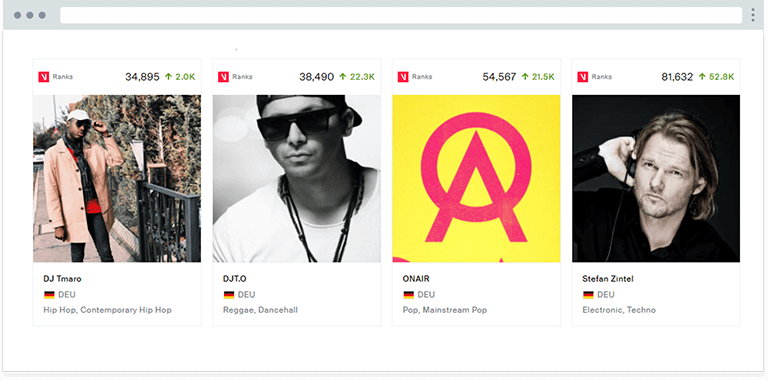 Ranks 34,895 ↑ 2.0K
Ranks 38,490 ↑ 22.3K
Ranks 54,567 ↑ 21.5K
Ranks 81,632 ↑ 52.8K
DJ Tmaro
DEU
Hip Hop, Contemporary Hip Hop
DJT.O
DEU
Reggae, Dancehall
ONAIR
DEU
Pop, Mainstream Pop
Stefan Zintel
DEU
Electronic, Techno